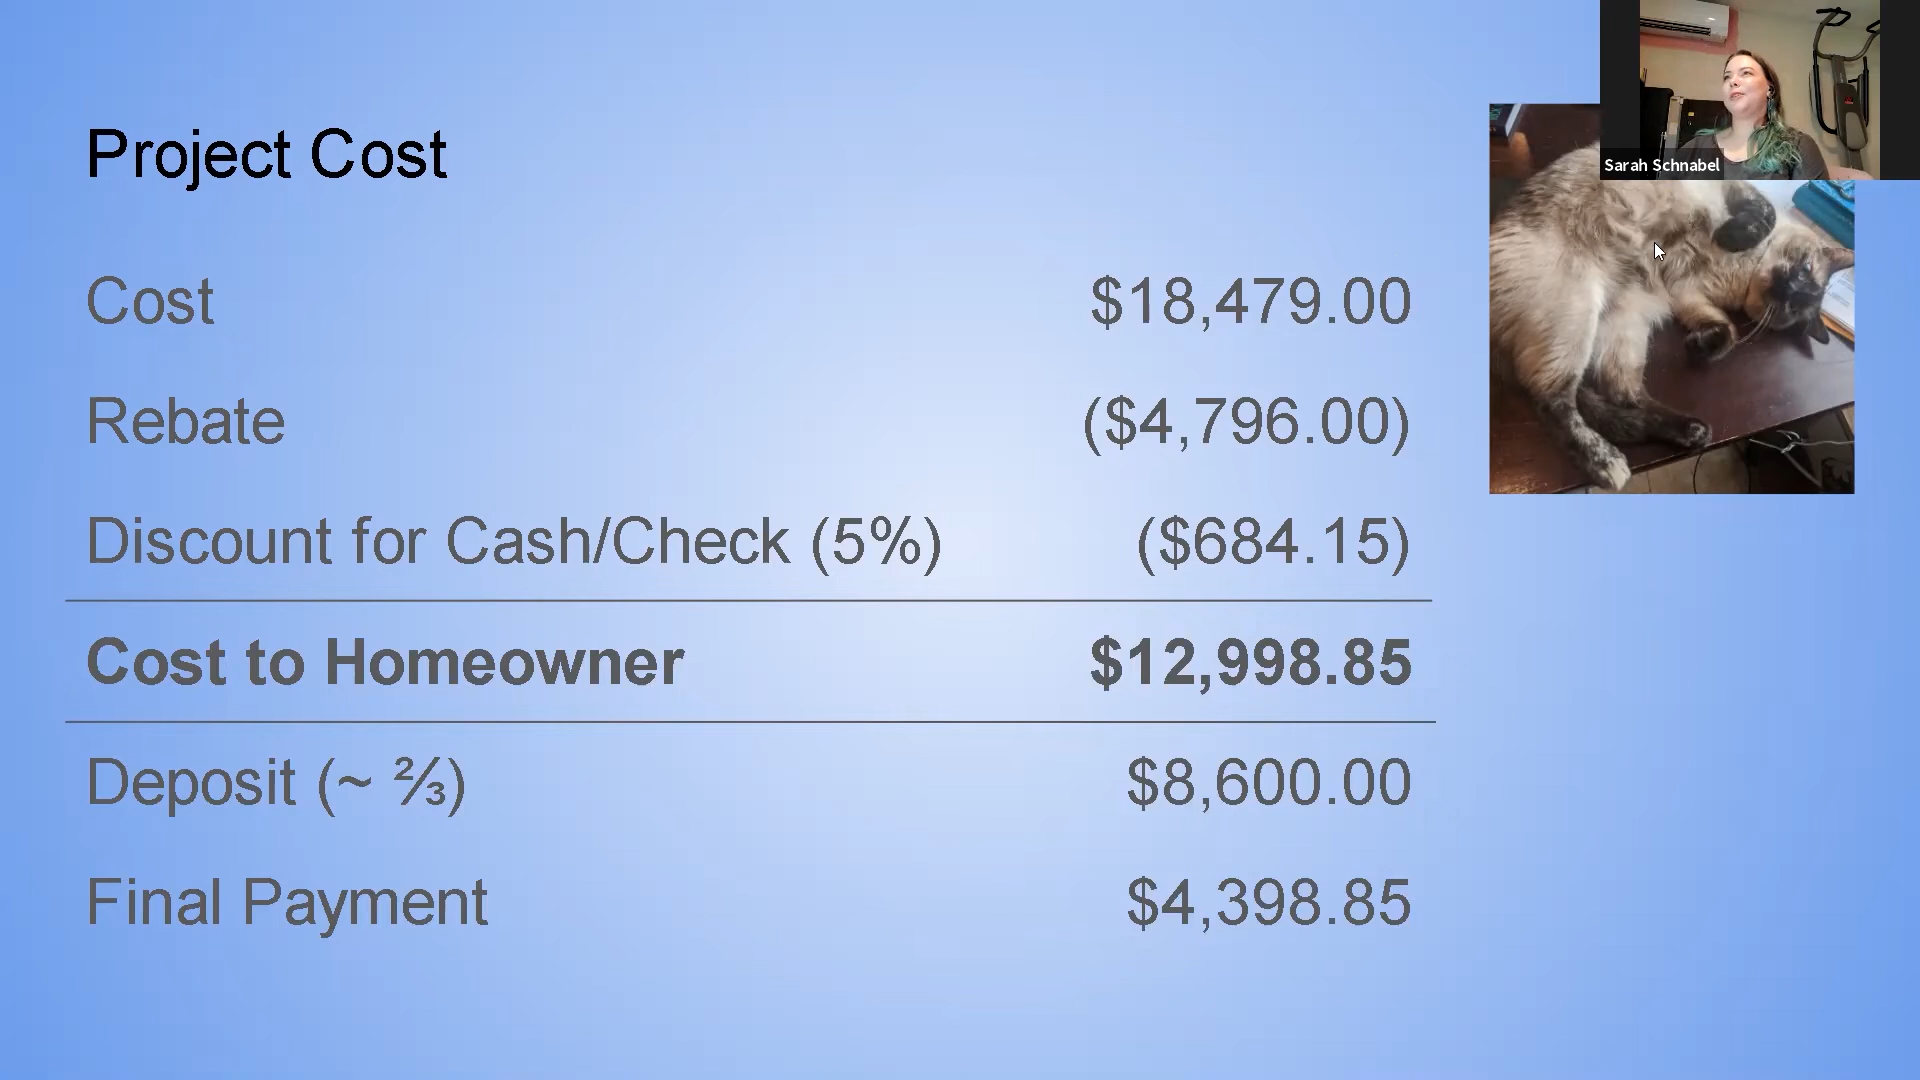 Project Cost
Cost $18,479.00
Rebate ($4,796.00)
Discount for Cash/Check (5%) ($684.15)
Cost to Homeowner $12,998.85
Deposit (~ ⅔) $8,600.00
Final Payment $4,398.85
Sarah Schnabel